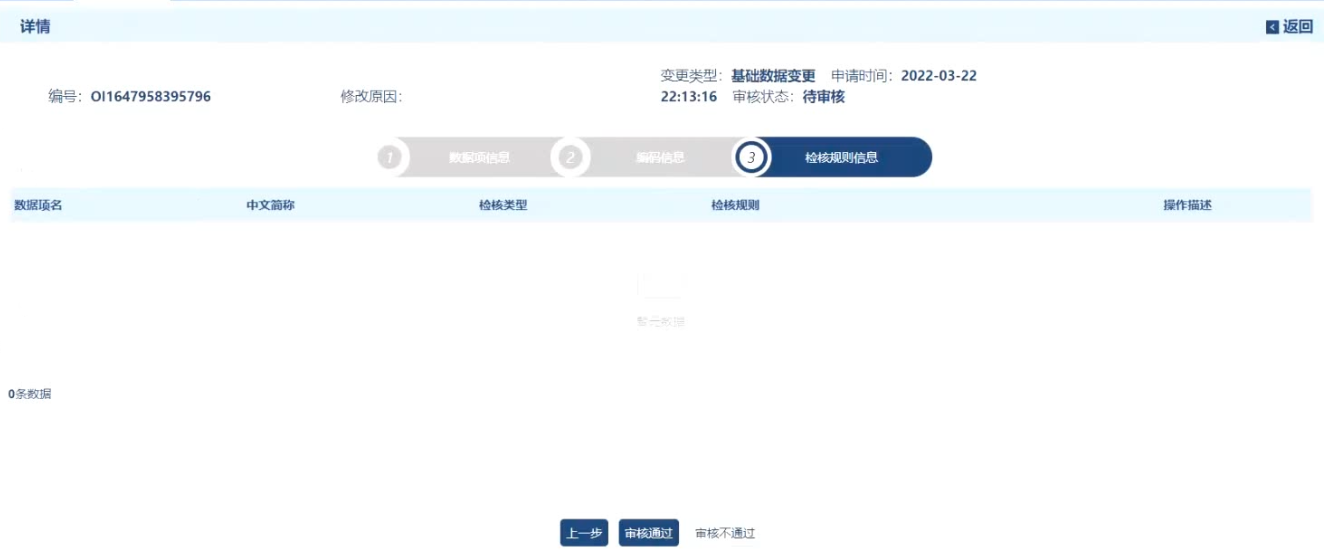 详情 返回
变更类型：基础数据变更 申请时间：2022-03-22
编号：OI1647958395796 修改原因： 22:13:16 审核状态：待审核
1 数据项信息 2 编码信息 3 检核规则信息
数据项名 中文简称 检核类型 检核规则 操作描述
暂无数据
0条数据
上一步 审核通过 审核不通过